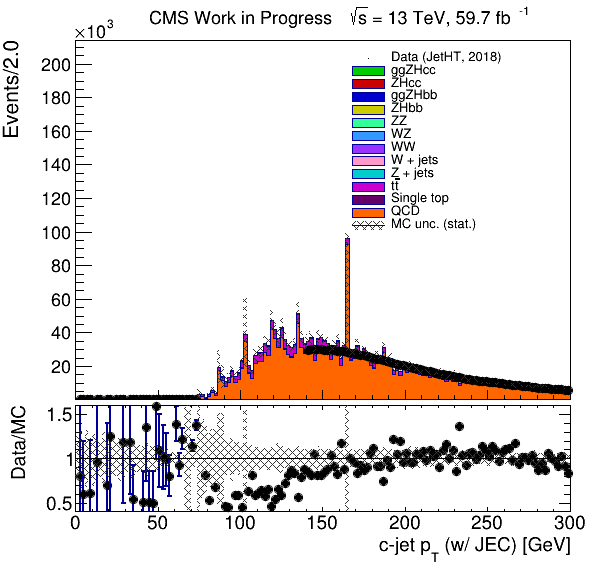 CMS Work in Progress √s = 13 TeV, 59.7 fb⁻¹
×10³
Events/2.0
200
180
160
140
120
100
80
60
40
20
Data (JetHT, 2018)
ggZHcc
ZHcc
ggZHbb
ZHbb
ZZ
WZ
WW
W + jets
Z + jets
tt̅
Single top
QCD
MC unc. (stat.)
Data/MC
1.5
1
0.5
0 50 100 150 200 250 300
c-jet p_T (w/ JEC) [GeV]